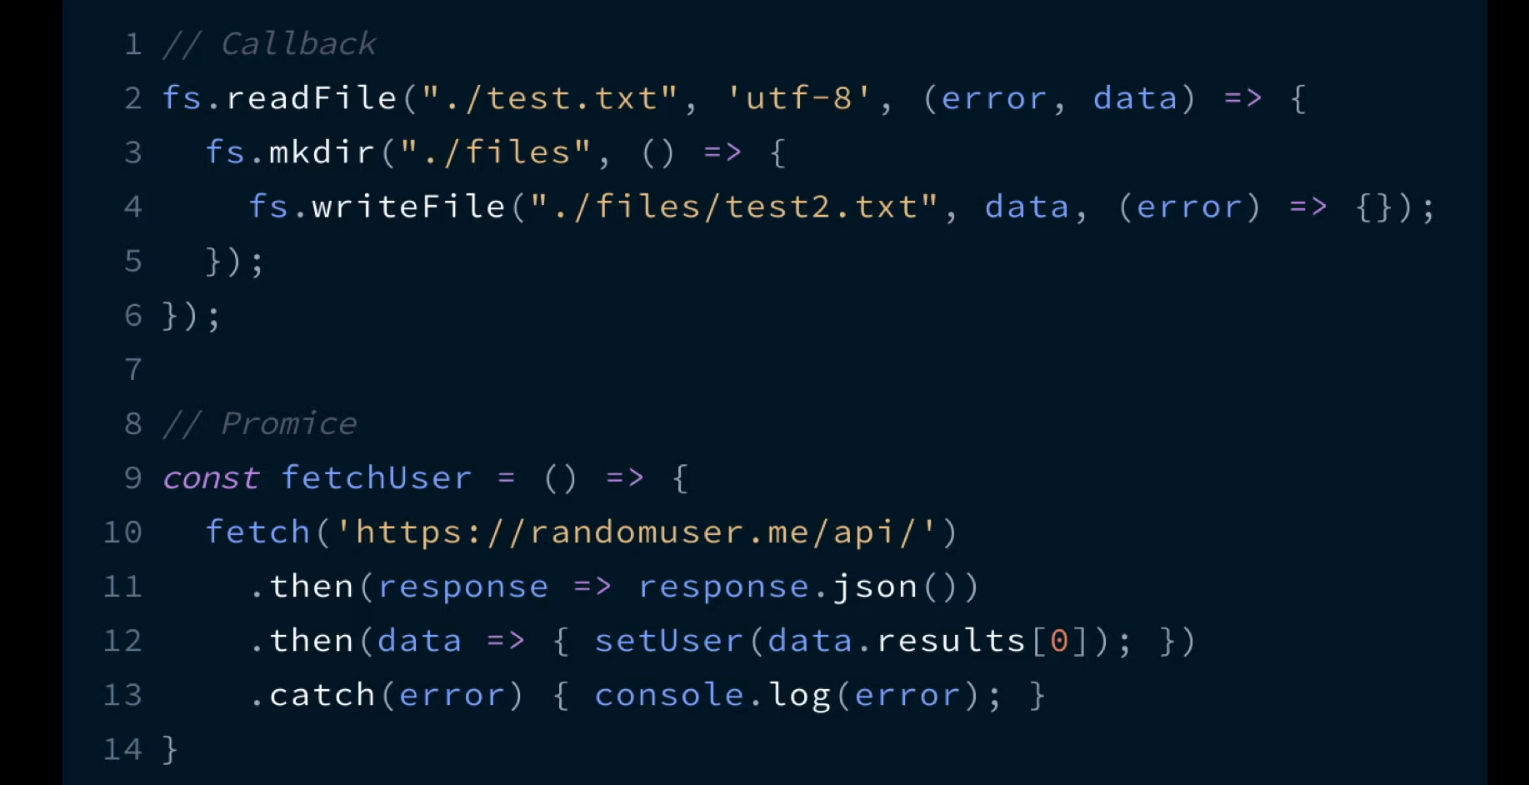 1 // Callback
2 fs.readFile("./test.txt", 'utf-8', (error, data) => {
3   fs.mkdir("./files", () => {
4     fs.writeFile("./files/test2.txt", data, (error) => {});
5   });
6 });
7
8 // Promice
9 const fetchUser = () => {
10   fetch('https://randomuser.me/api/')
11     .then(response => response.json())
12     .then(data => { setUser(data.results[0]); })
13     .catch(error) { console.log(error); }
14 }